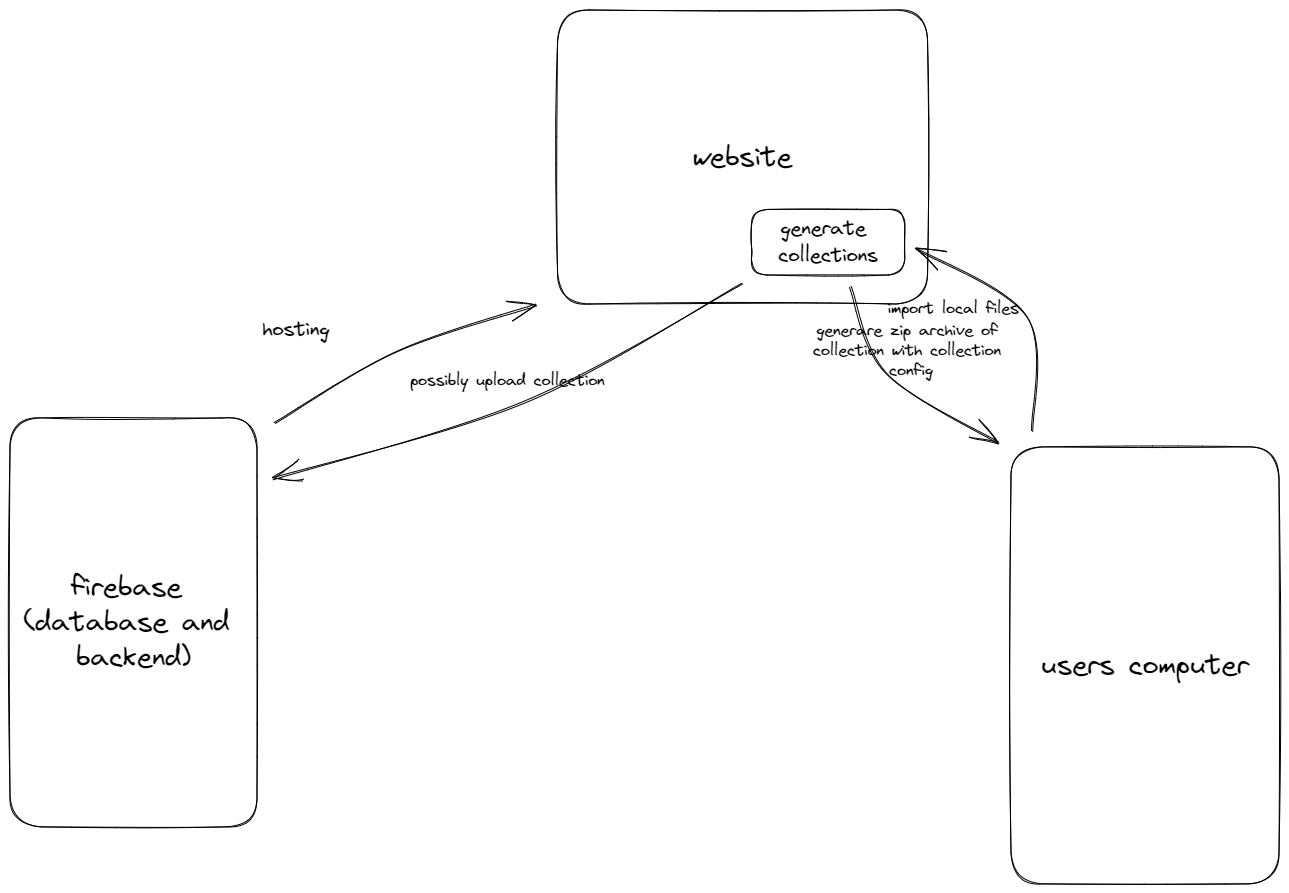 website
generate
collections
import local files
generare zip archive of
collection with collection
config
hosting
possibly upload collection
firebase
(database and
backend)
users computer